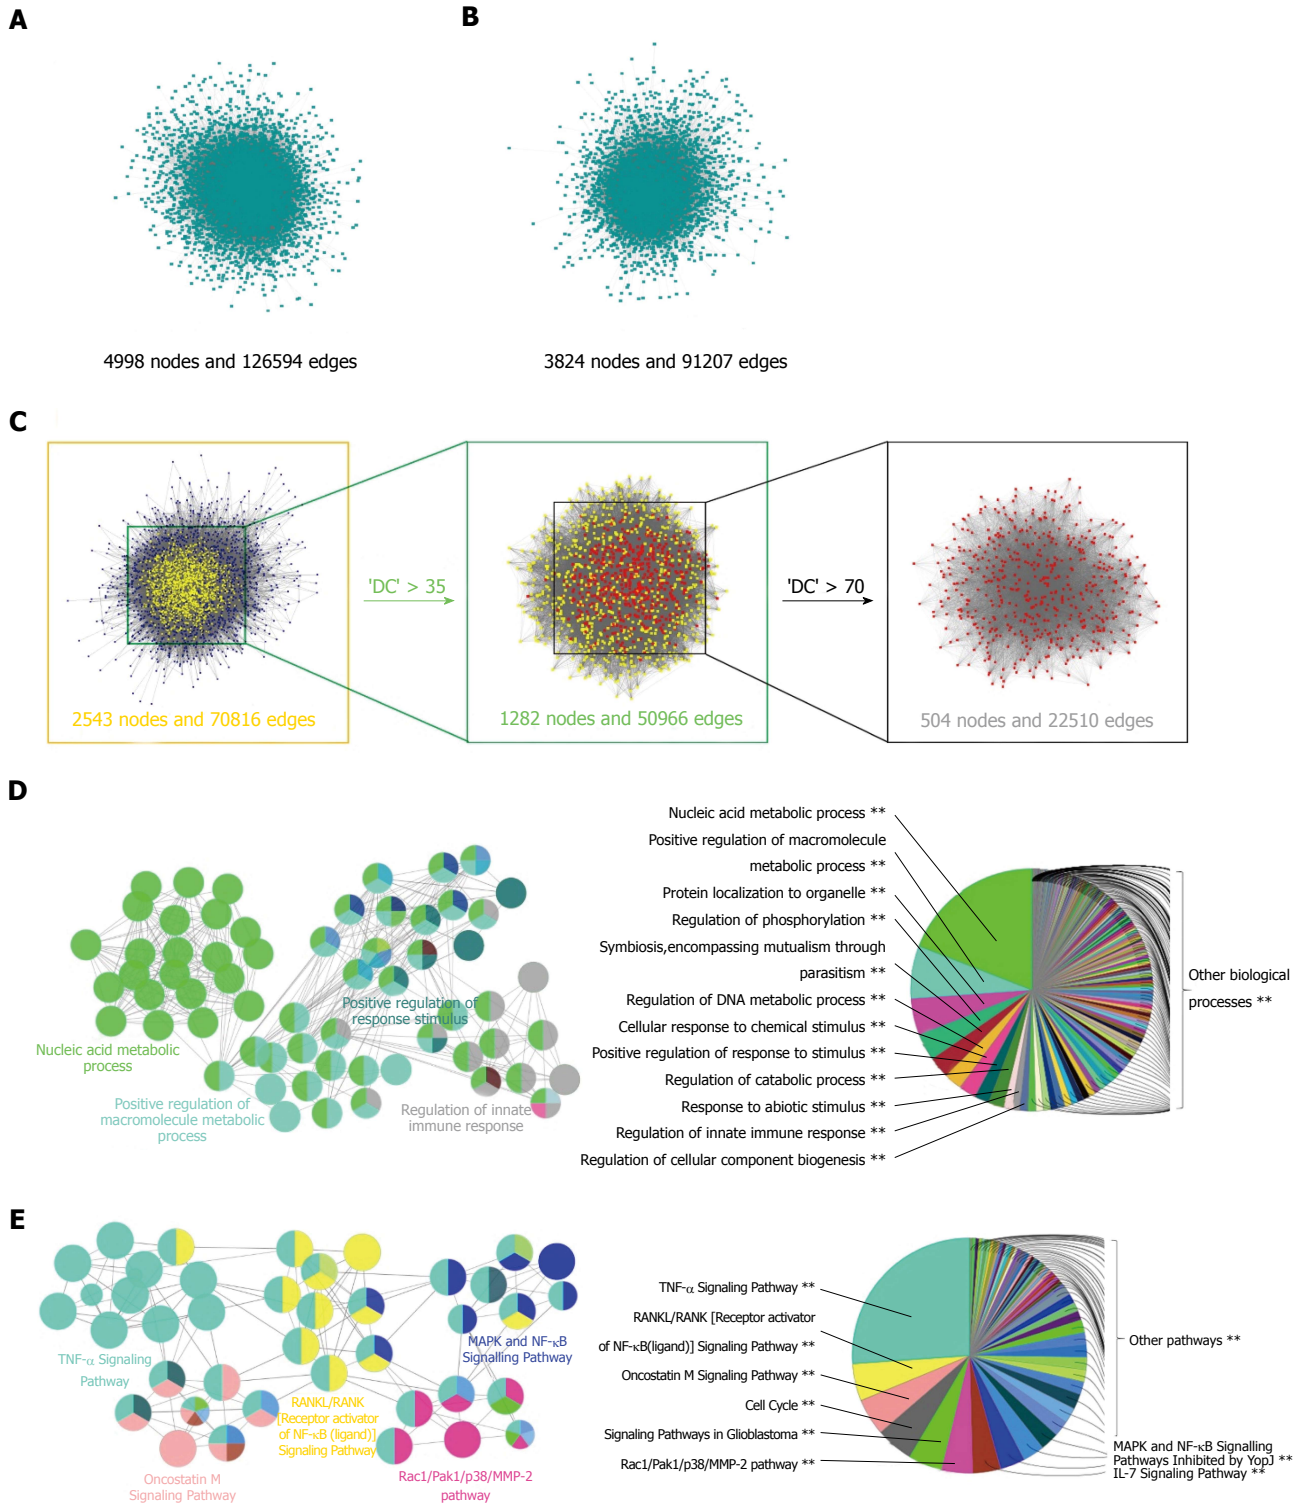 A
B
4998 nodes and 126594 edges
3824 nodes and 91207 edges
C
'DC' > 35
'DC' > 70
2543 nodes and 70816 edges
1282 nodes and 50966 edges
504 nodes and 22510 edges
D
Nucleic acid metabolic
process
Positive regulation of
macromolecule metabolic
process
Positive regulation of
response stimulus
Regulation of innate
immune response
Nucleic acid metabolic process **
Positive regulation of macromolecule
metabolic process **
Protein localization to organelle **
Regulation of phosphorylation **
Symbiosis,encompassing mutualism through
parasitism **
Regulation of DNA metabolic process **
Cellular response to chemical stimulus **
Positive regulation of response to stimulus **
Regulation of catabolic process **
Response to abiotic stimulus **
Regulation of innate immune response **
Regulation of cellular component biogenesis **
Other biological
processes **
E
TNF-α Signaling
Pathway
Oncostatin M
Signaling Pathway
RANKL/RANK
[Receptor activator
of NF-κB (ligand)]
Signaling Pathway
MAPK and NF-κB
Signalling Pathway
Rac1/Pak1/p38/MMP-2
pathway
TNF-α Signaling Pathway **
RANKL/RANK [Receptor activator
of NF-κB(ligand)] Signaling Pathway **
Oncostatin M Signaling Pathway **
Cell Cycle **
Signaling Pathways in Glioblastoma **
Rac1/Pak1/p38/MMP-2 pathway **
Other pathways **
MAPK and NF-κB Signalling
Pathways Inhibited by YopJ **
IL-7 Signaling Pathway **